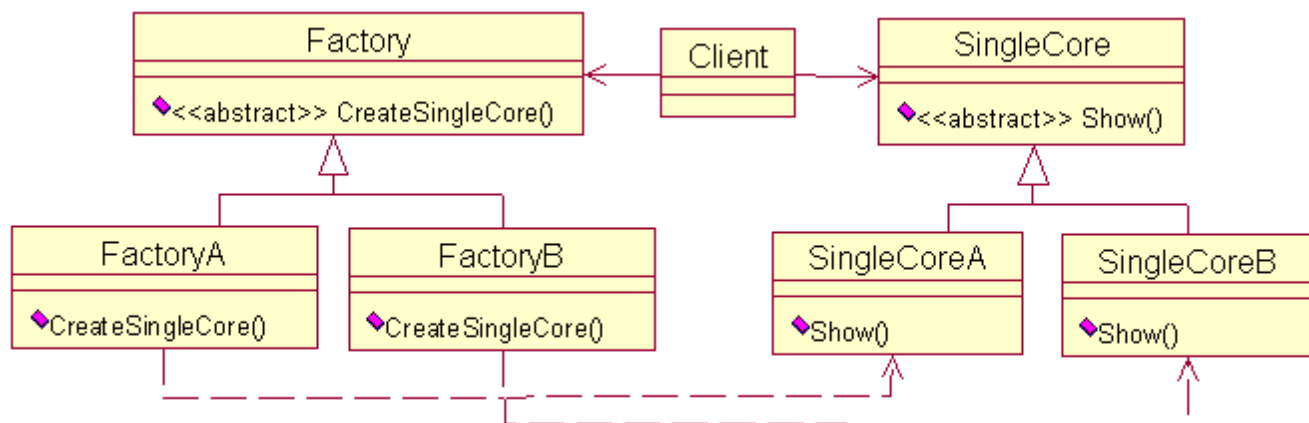 Factory
<<abstract>> CreateSingleCore()
Client
SingleCore
<<abstract>> Show()
FactoryA
CreateSingleCore()
FactoryB
CreateSingleCore()
SingleCoreA
Show()
SingleCoreB
Show()